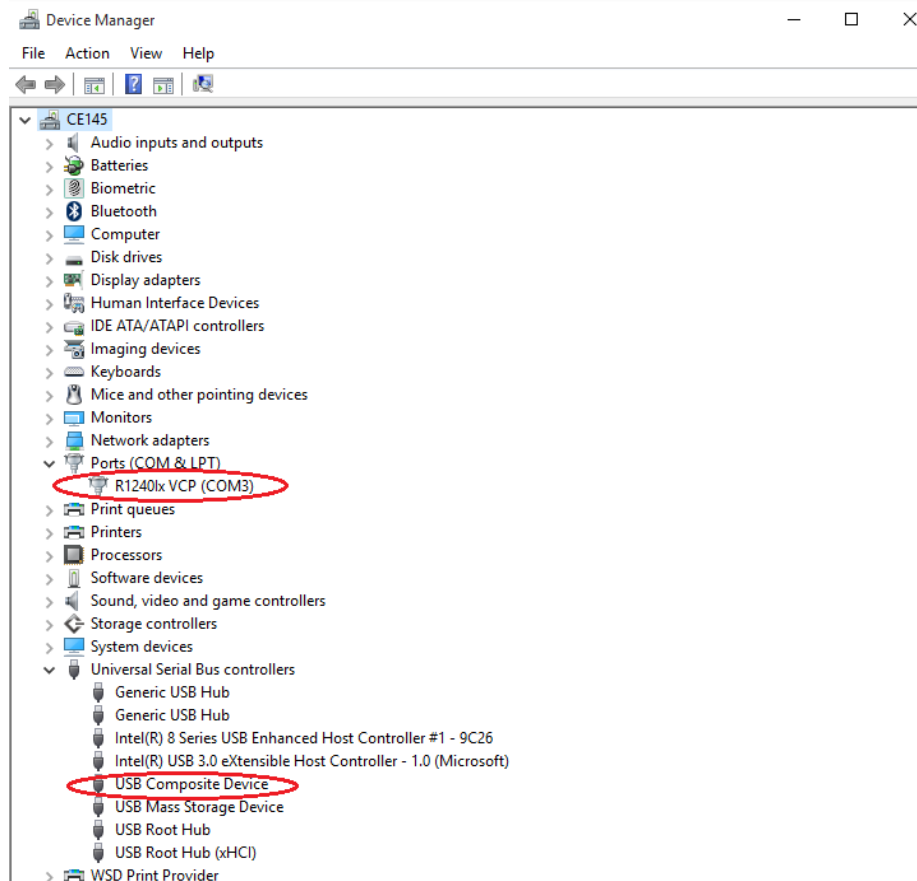 Device Manager
File Action View Help
CE145
Audio inputs and outputs
Batteries
Biometric
Bluetooth
Computer
Disk drives
Display adapters
Human Interface Devices
IDE ATA/ATAPI controllers
Imaging devices
Keyboards
Mice and other pointing devices
Monitors
Network adapters
Ports (COM & LPT)
R1240Ix VCP (COM3)
Print queues
Printers
Processors
Software devices
Sound, video and game controllers
Storage controllers
System devices
Universal Serial Bus controllers
Generic USB Hub
Generic USB Hub
Intel(R) 8 Series USB Enhanced Host Controller #1 - 9C26
Intel(R) USB 3.0 eXtensible Host Controller - 1.0 (Microsoft)
USB Composite Device
USB Mass Storage Device
USB Root Hub
USB Root Hub (xHCI)
WSD Print Provider